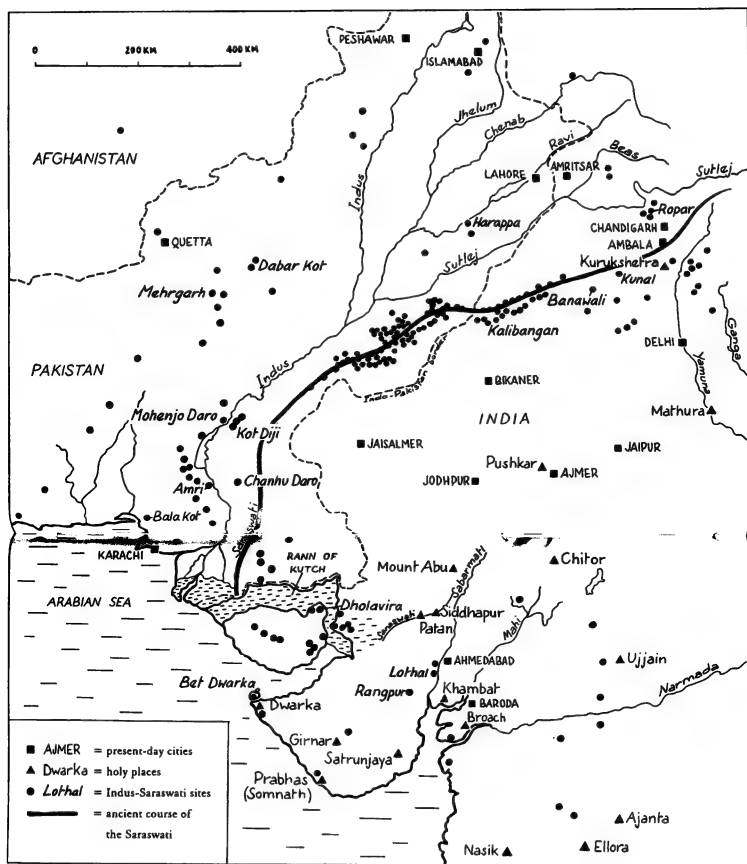 0
200 KM
400 KM
PESHAWAR
ISLAMABAD
Jhelum
Chenab
Ravi
Beas
AFGHANISTAN
Indus
LAHORE
AMRITSAR
Sutlej
Ropar
Harappa
CHANDIGARH
AMBALA
QUETTA
Sutlej
Kurukshetra
Dabar Kot
Kunal
Mehrgarh
Banawali
Kalibangan
Ganga
DELHI
Indus
Indo-Pakistan border
PAKISTAN
BIKANER
Yamuna
Mathura
Mohenjo Daro
INDIA
Kot Diji
JAISALMER
JAIPUR
Pushkar
AJMER
Amri
Chanhu Daro
JODHPUR
Bala Kot
Saraswati
KARACHI
RANN OF
KUTCH
Mount Abu
Sabarmati
Chitor
ARABIAN SEA
Dholavira
Saraswati
Siddhapur
Patan
Mahi
Lothal
AHMEDABAD
Ujjain
Bet Dwarka
Rangpur
Khambat
Narmada
Dwarka
BARODA
Broach
Girnar
Satrunjaya
Prabhas
(Somnath)
Ajanta
Nasik
Ellora
AJMER = present-day cities
Dwarka = holy places
Lothal = Indus-Saraswati sites
= ancient course of
the Saraswati